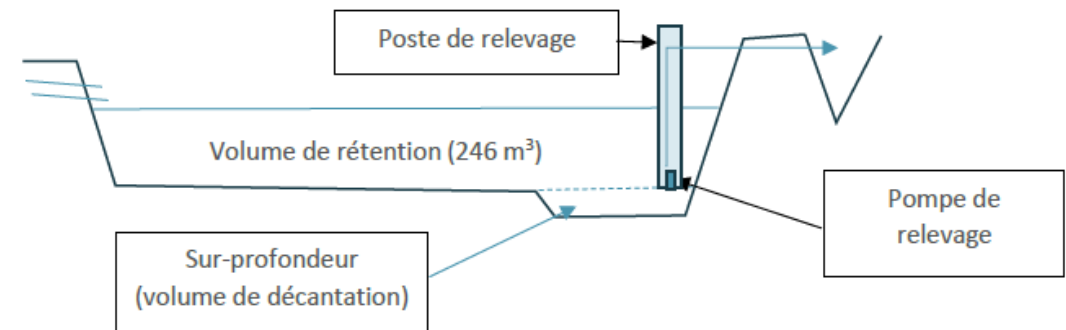 Poste de relevage
Volume de rétention (246 m³)
Pompe de
relevage
Sur-profondeur
(volume de décantation)